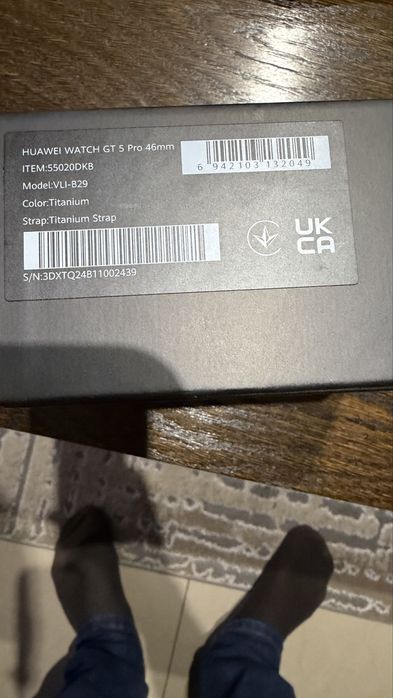 HUAWEI WATCH GT 5 Pro 46mm
ITEM:55020DKB
Model:VLI-B29
Color:Titanium
Strap:Titanium Strap
S/N:3DXTQ24B11002439
6 942103 132049
UK
CA